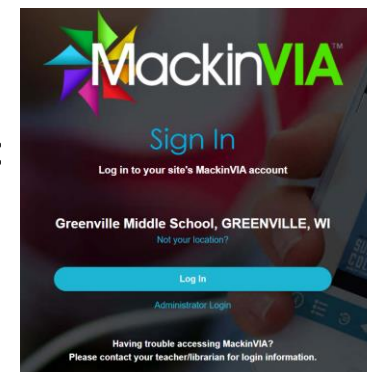 MackinVIA™
Sign In
Log in to your site's MackinVIA account
Greenville Middle School, GREENVILLE, WI
Not your location?
Log In
Administrator Login
Having trouble accessing MackinVIA?
Please contact your teacher/librarian for login information.